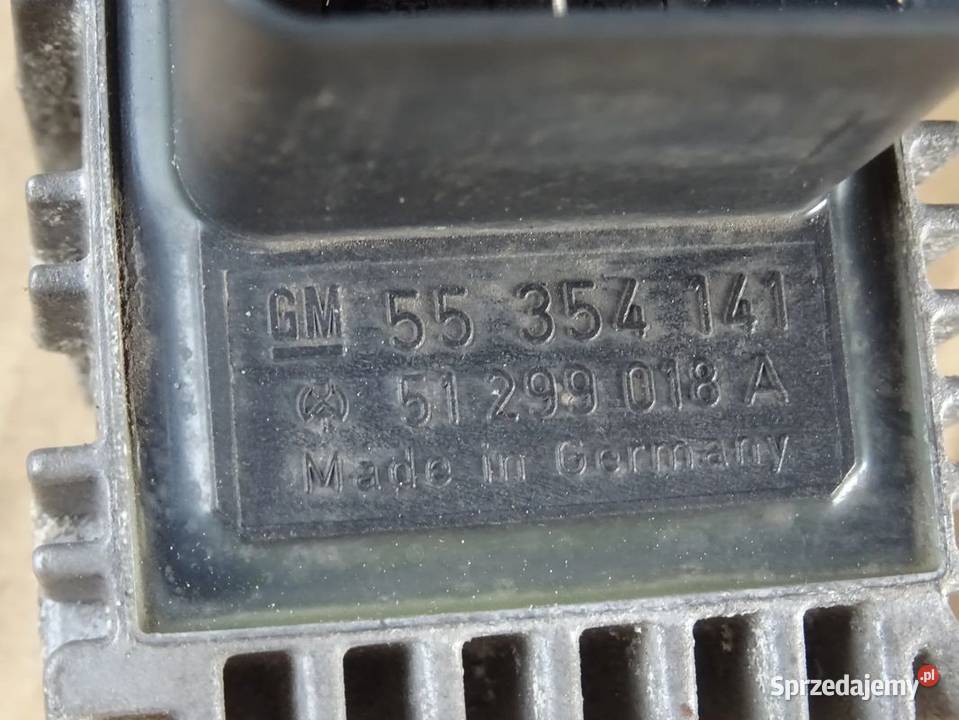 GM 55 354 141
51 299 018 A
Made in Germany
Sprzedajemy.pl